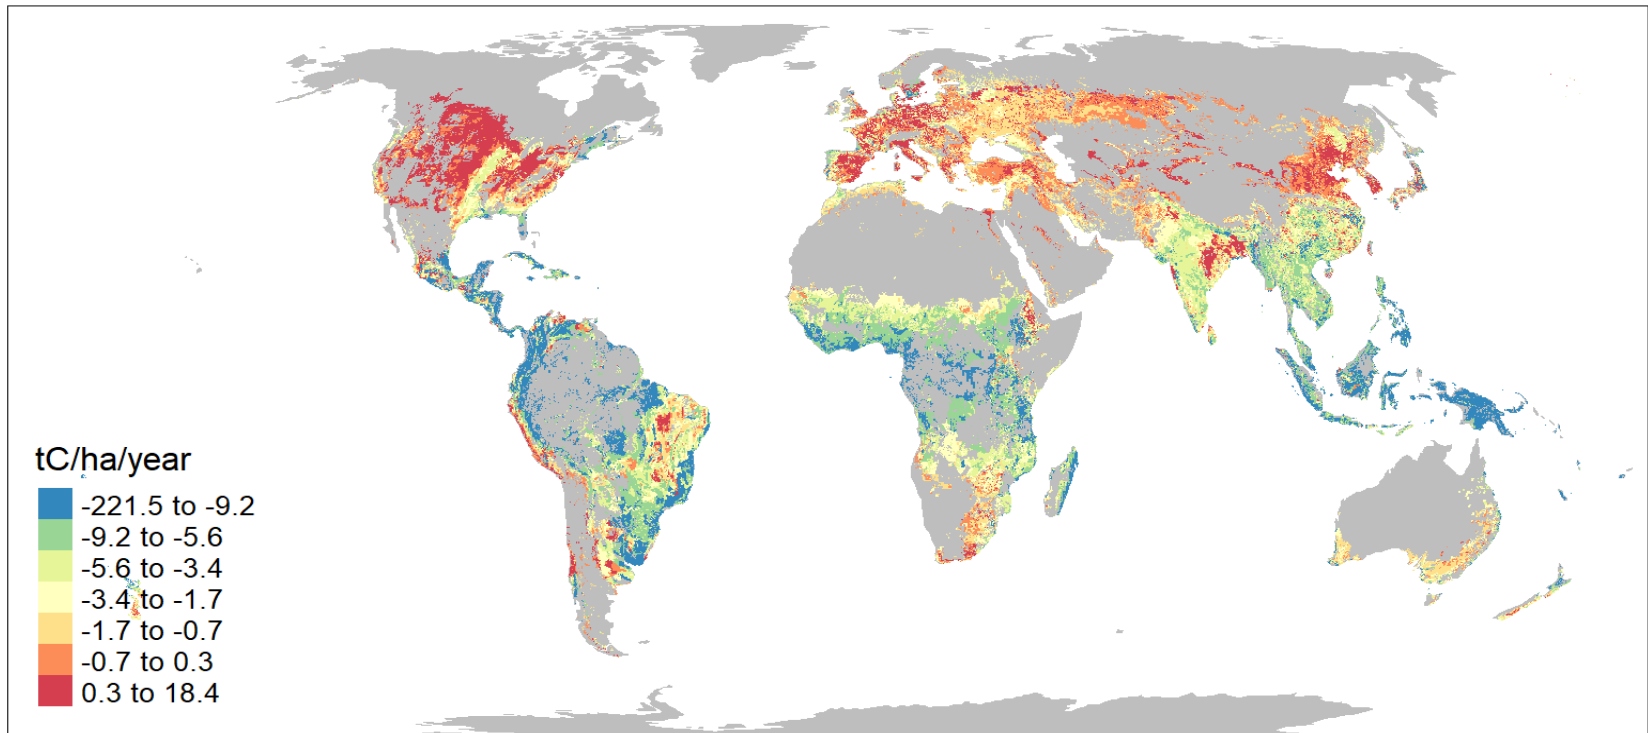 tC/ha/year
-221.5 to -9.2
-9.2 to -5.6
-5.6 to -3.4
-3.4 to -1.7
-1.7 to -0.7
-0.7 to 0.3
0.3 to 18.4